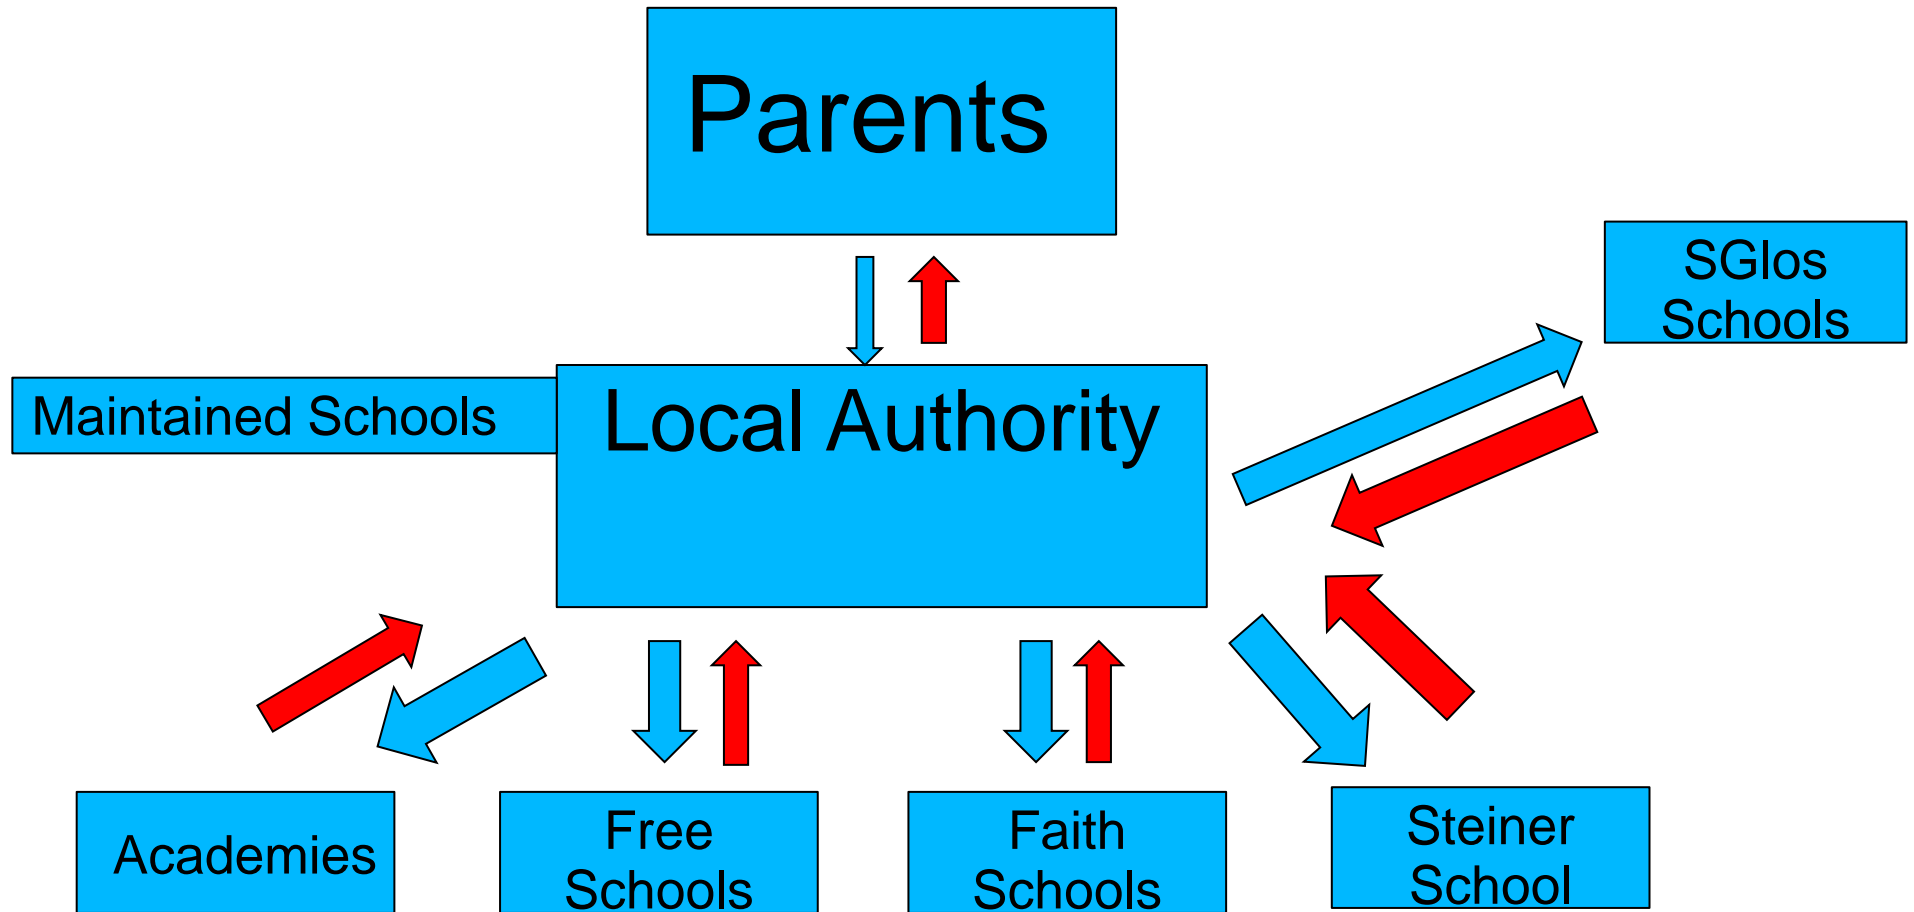 Parents
SGlos
Schools
Maintained Schools
Local Authority
Academies
Free
Schools
Faith
Schools
Steiner
School